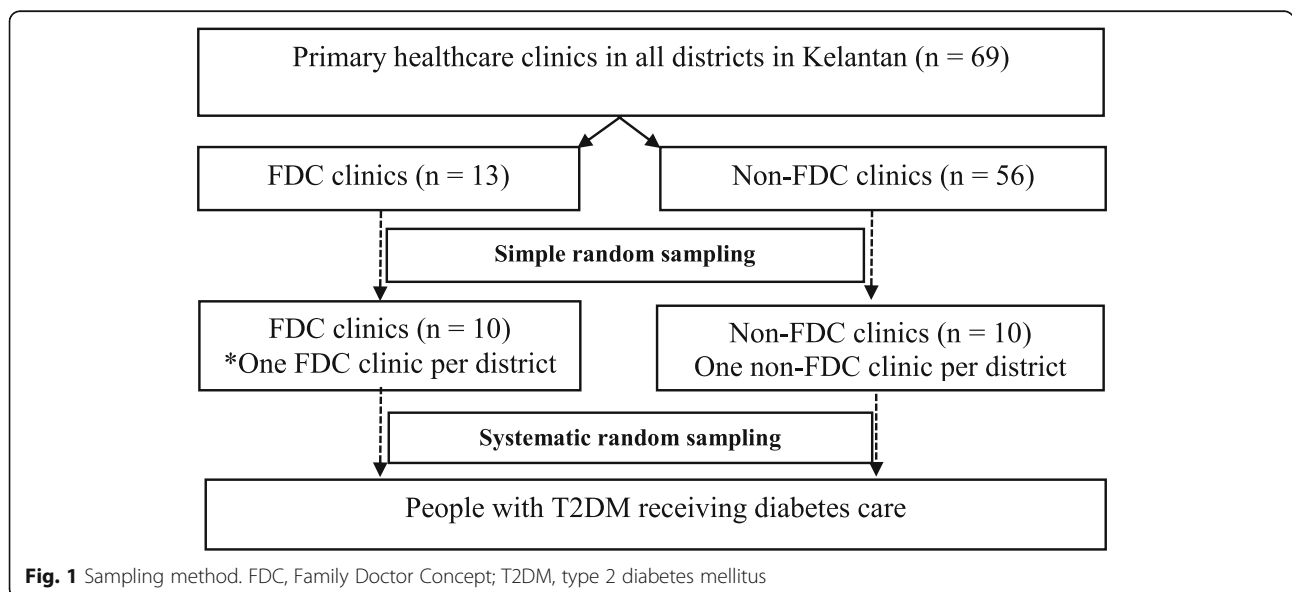 Primary healthcare clinics in all districts in Kelantan (n = 69)
FDC clinics (n = 13)
Non-FDC clinics (n = 56)
Simple random sampling
FDC clinics (n = 10)
*One FDC clinic per district
Non-FDC clinics (n = 10)
One non-FDC clinic per district
Systematic random sampling
People with T2DM receiving diabetes care
Fig. 1 Sampling method. FDC, Family Doctor Concept; T2DM, type 2 diabetes mellitus